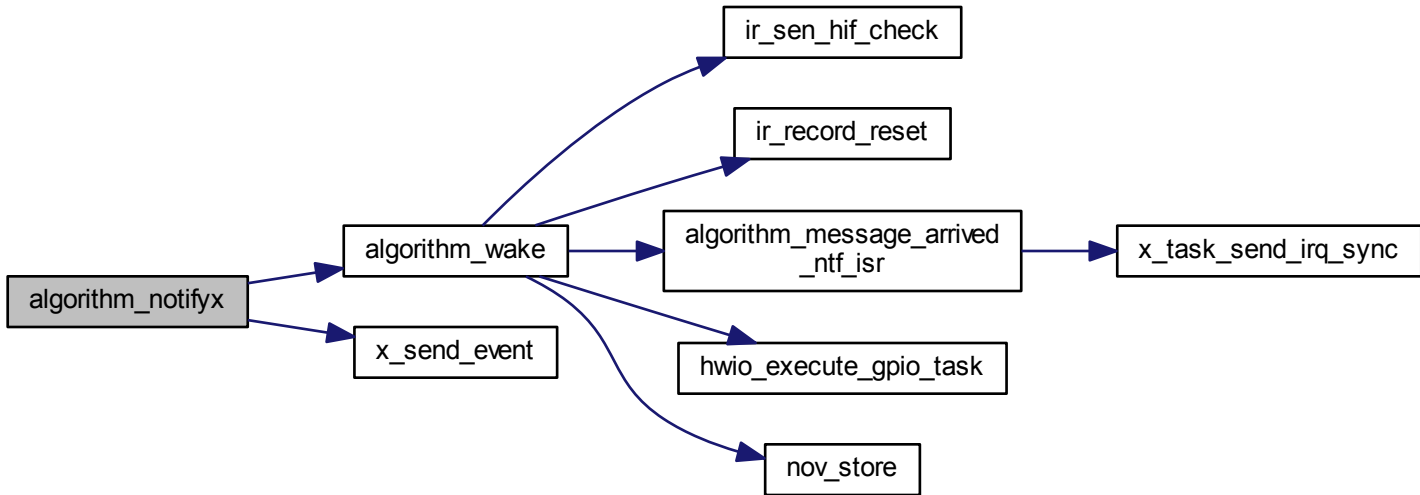 ir_sen_hif_check
ir_record_reset
algorithm_wake
algorithm_message_arrived
_ntf_isr
x_task_send_irq_sync
algorithm_notifyx
x_send_event
hwio_execute_gpio_task
nov_store